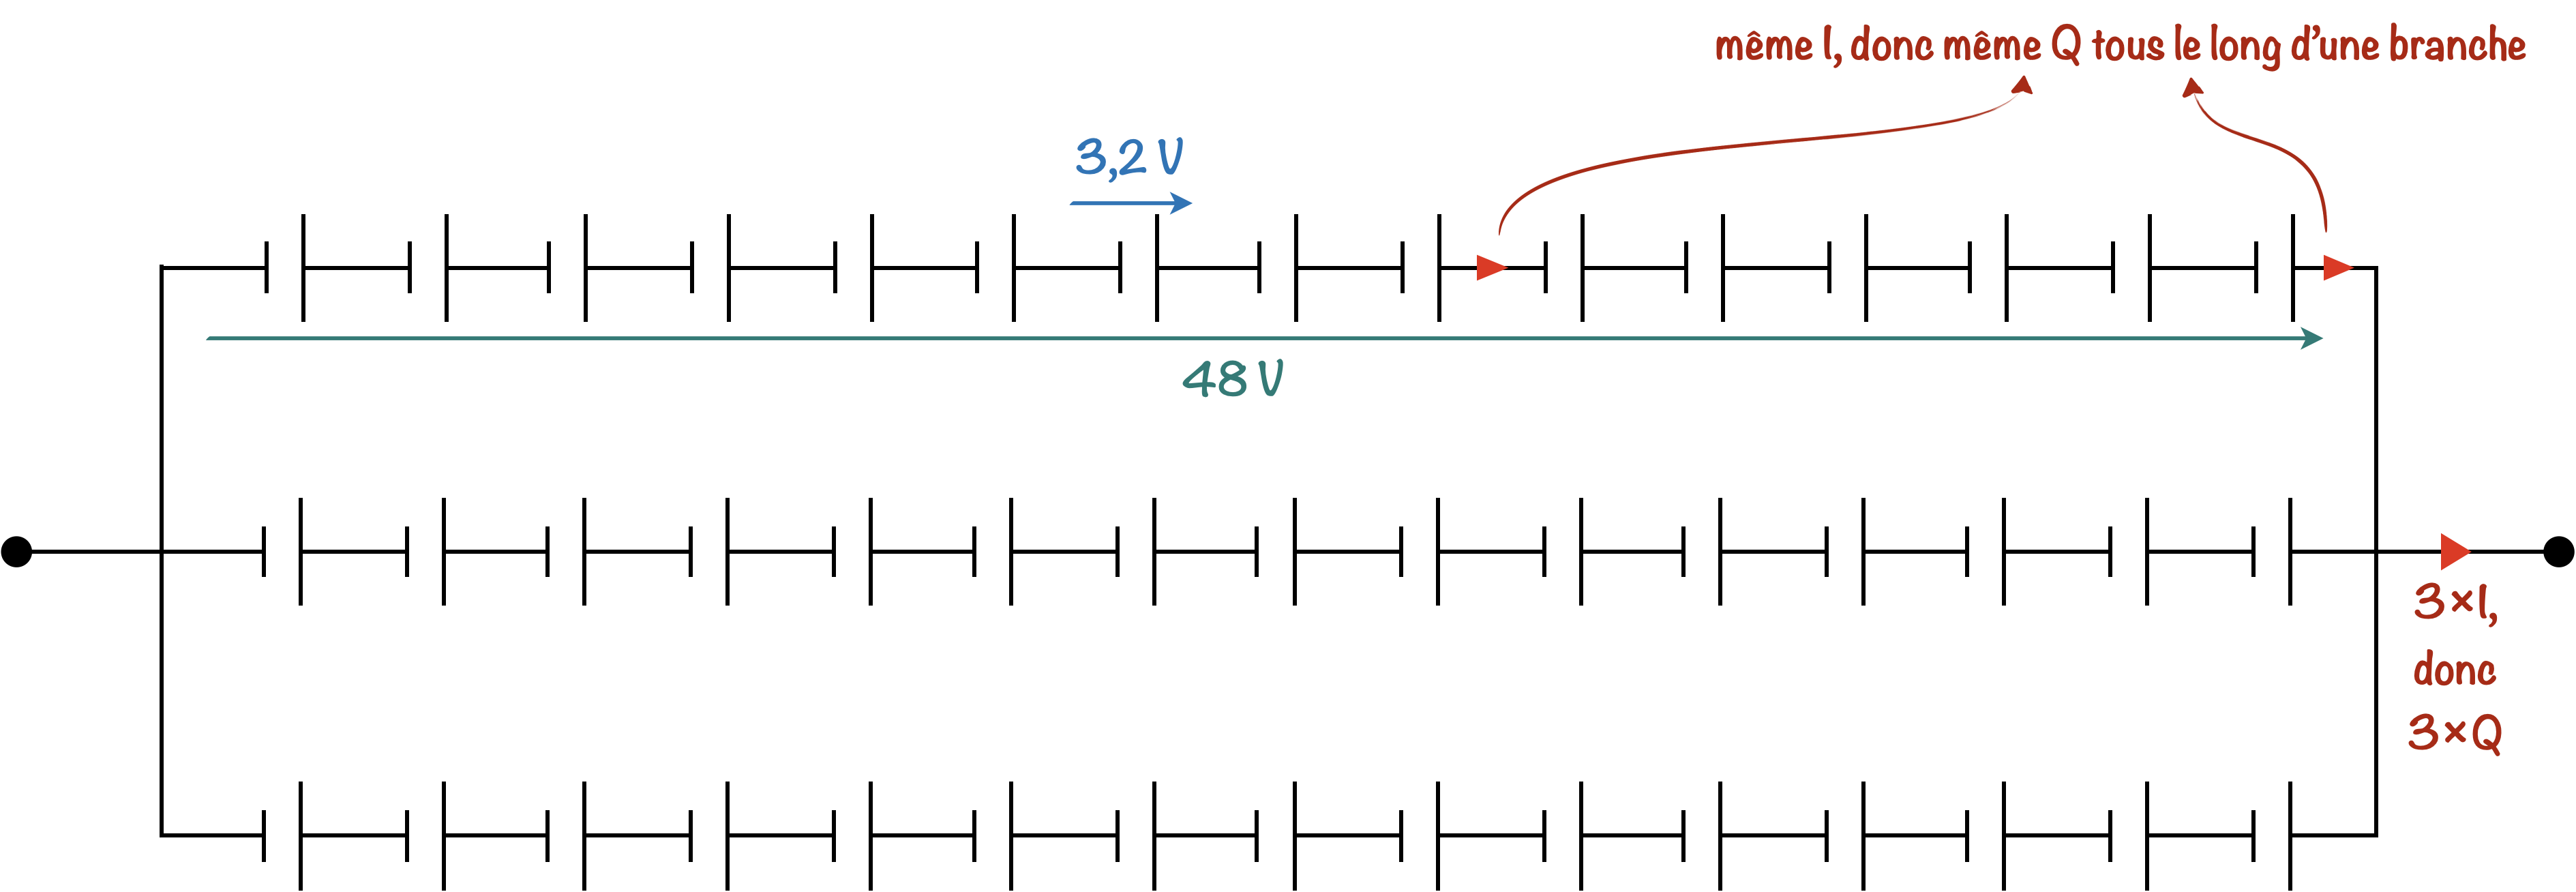 même I, donc même Q tous le long d'une branche
3,2 V
48 V
3×I,
donc
3×Q